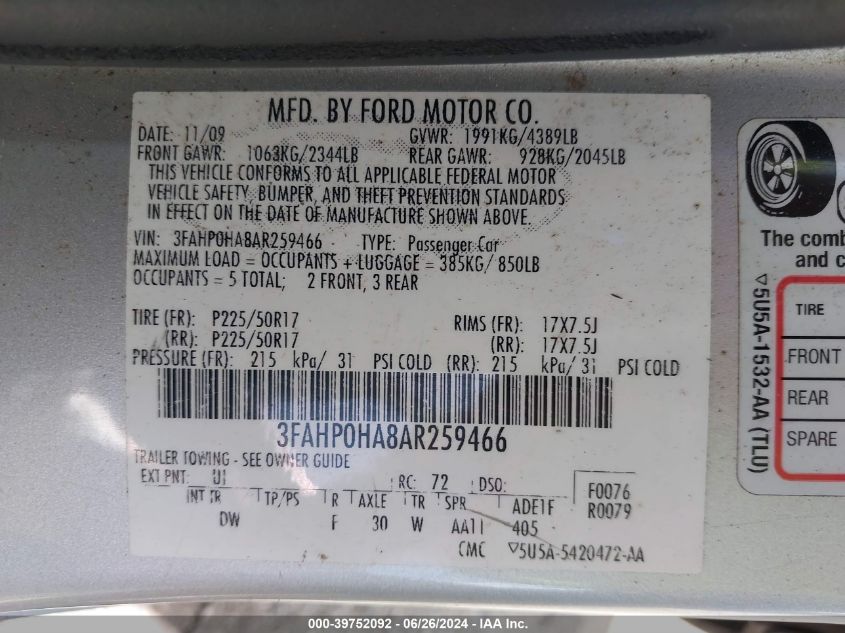 MFD. BY FORD MOTOR CO.
DATE: 11/09 GVWR: 1991KG/4389LB
FRONT GAWR: 1063KG/2344LB REAR GAWR: 928KG/2045LB
THIS VEHICLE CONFORMS TO ALL APPLICABLE FEDERAL MOTOR
VEHICLE SAFETY, BUMPER, AND THEFT PREVENTION STANDARDS
IN EFFECT ON THE DATE OF MANUFACTURE SHOWN ABOVE.
VIN: 3FAHP0HA8AR259466 TYPE: Passenger Car
MAXIMUM LOAD = OCCUPANTS + LUGGAGE = 385KG/ 850LB
OCCUPANTS = 5 TOTAL; 2 FRONT, 3 REAR
TIRE (FR): P225/50R17 RIMS (FR): 17X7.5J
(RR): P225/50R17 (RR): 17X7.5J
PRESSURE (FR): 215 kPa/ 31 PSI COLD (RR): 215 kPa/ 31 PSI COLD
3FAHP0HA8AR259466
TRAILER TOWING - SEE OWNER GUIDE
EXT PNT: UI RC: 72 DSO: F0076
INT TR TP/PS R AXLE TR SPR ADE1F R0079
DW F 30 W AA11 405
CMC ▽5U5A-5420472-AA
The comb
and c
▽5U5A-1532-AA (TLU)
TIRE
FRONT
REAR
SPARE
000-39752092 / 06/26/2024 / IAA Inc.